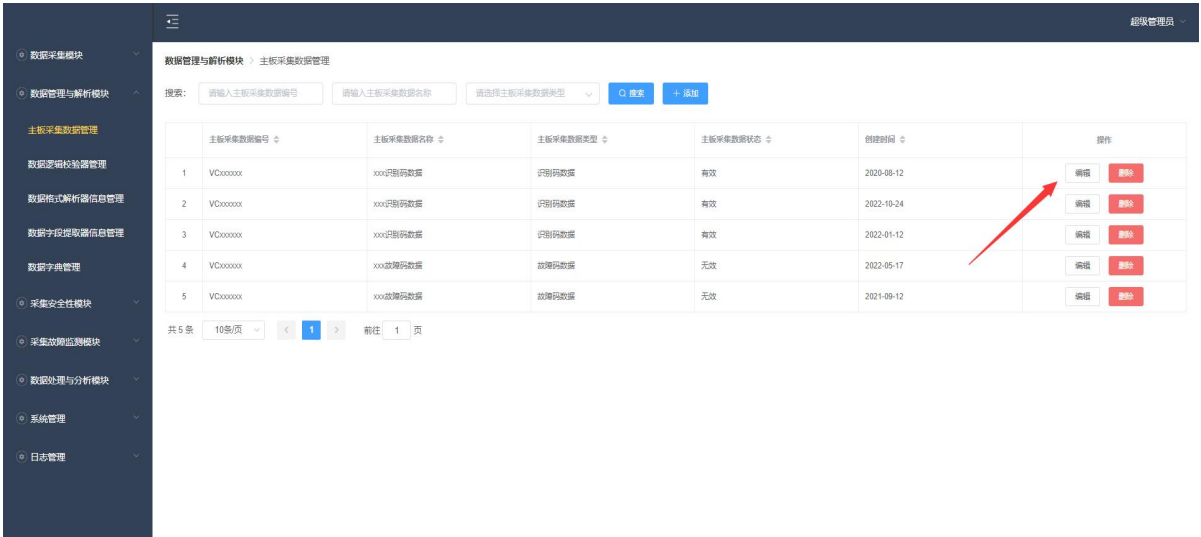 超级管理员
数据采集模块
数据管理与解析模块
主板采集数据管理
数据逻辑校验器管理
数据格式解析器信息管理
数据字段提取器信息管理
数据字典管理
采集安全性模块
采集故障监测模块
数据处理与分析模块
系统管理
日志管理
数据管理与解析模块 > 主板采集数据管理
搜索: 请输入主板采集数据编号 请输入主板采集数据名称 请选择主板采集数据类型 搜索 + 添加
主板采集数据编号 主板采集数据名称 主板采集数据类型 主板采集数据状态 创建时间 操作
1 VCxxxxxx xxx识别码数据 识别码数据 有效 2020-08-12 编辑 删除
2 VCxxxxxx xxx识别码数据 识别码数据 有效 2022-10-24 编辑 删除
3 VCxxxxxx xxx识别码数据 识别码数据 有效 2022-01-12 编辑 删除
4 VCxxxxxx xxx故障码数据 故障码数据 无效 2022-05-17 编辑 删除
5 VCxxxxxx xxx故障码数据 故障码数据 无效 2021-09-12 编辑 删除
共 5 条 10条/页 < 1 > 前往 1 页